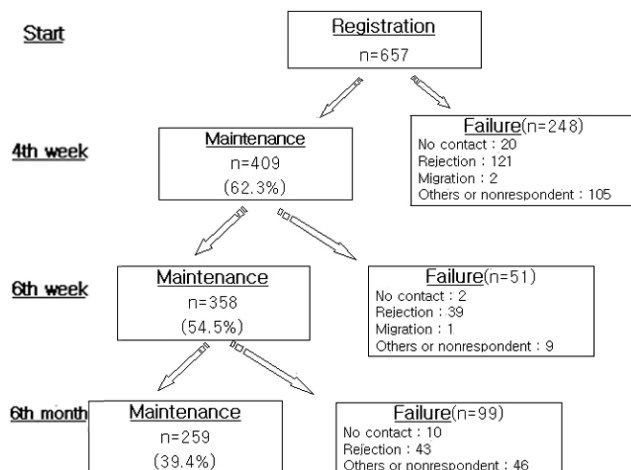 Start
Registration
n=657
4th week
Maintenance
n=409
(62.3%)
Failure(n=248)
No contact : 20
Rejection : 121
Migration : 2
Others or nonrespondent : 105
6th week
Maintenance
n=358
(54.5%)
Failure(n=51)
No contact : 2
Rejection : 39
Migration : 1
Others or nonrespondent : 9
6th month
Maintenance
n=259
(39.4%)
Failure(n=99)
No contact : 10
Rejection : 43
Others or nonrespondent : 46